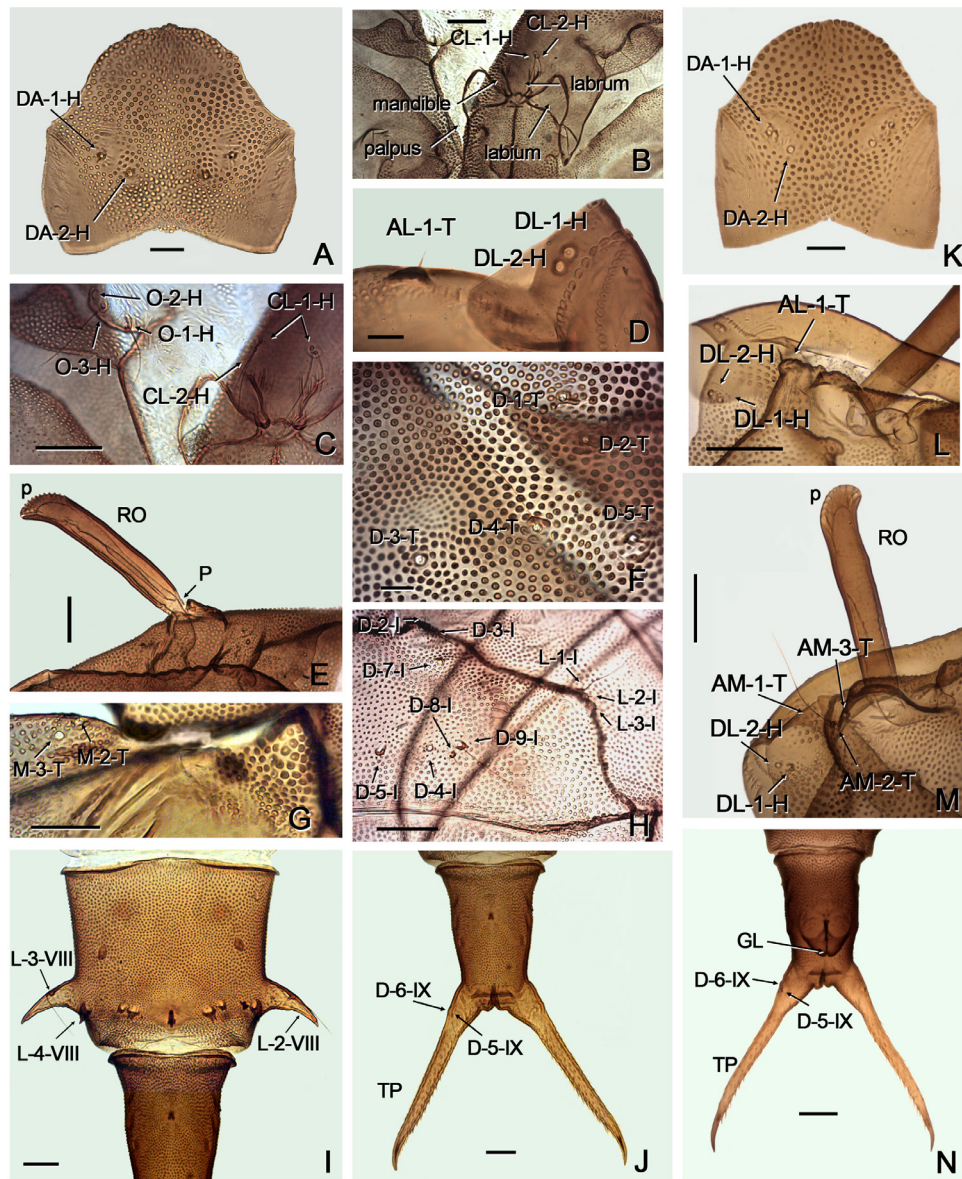 DA-1-H
DA-2-H
A
CL-1-H
CL-2-H
mandible
labrum
palpus
labium
B
DA-1-H
DA-2-H
K
O-2-H
CL-1-H
O-1-H
O-3-H
CL-2-H
C
AL-1-T
DL-1-H
DL-2-H
D
AL-1-T
DL-2-H
DL-1-H
L
p
RO
P
E
D-1-T
D-2-T
D-3-T
D-4-T
D-5-T
F
p
RO
AM-3-T
AM-1-T
DL-2-H
DL-1-H
AM-2-T
M
M-3-T
M-2-T
G
D-2-I
D-3-I
D-7-I
L-1-I
L-2-I
L-3-I
D-8-I
D-9-I
D-5-I
D-4-I
H
L-3-VIII
L-4-VIII
L-2-VIII
I
D-6-IX
D-5-IX
TP
J
GL
D-6-IX
D-5-IX
TP
N